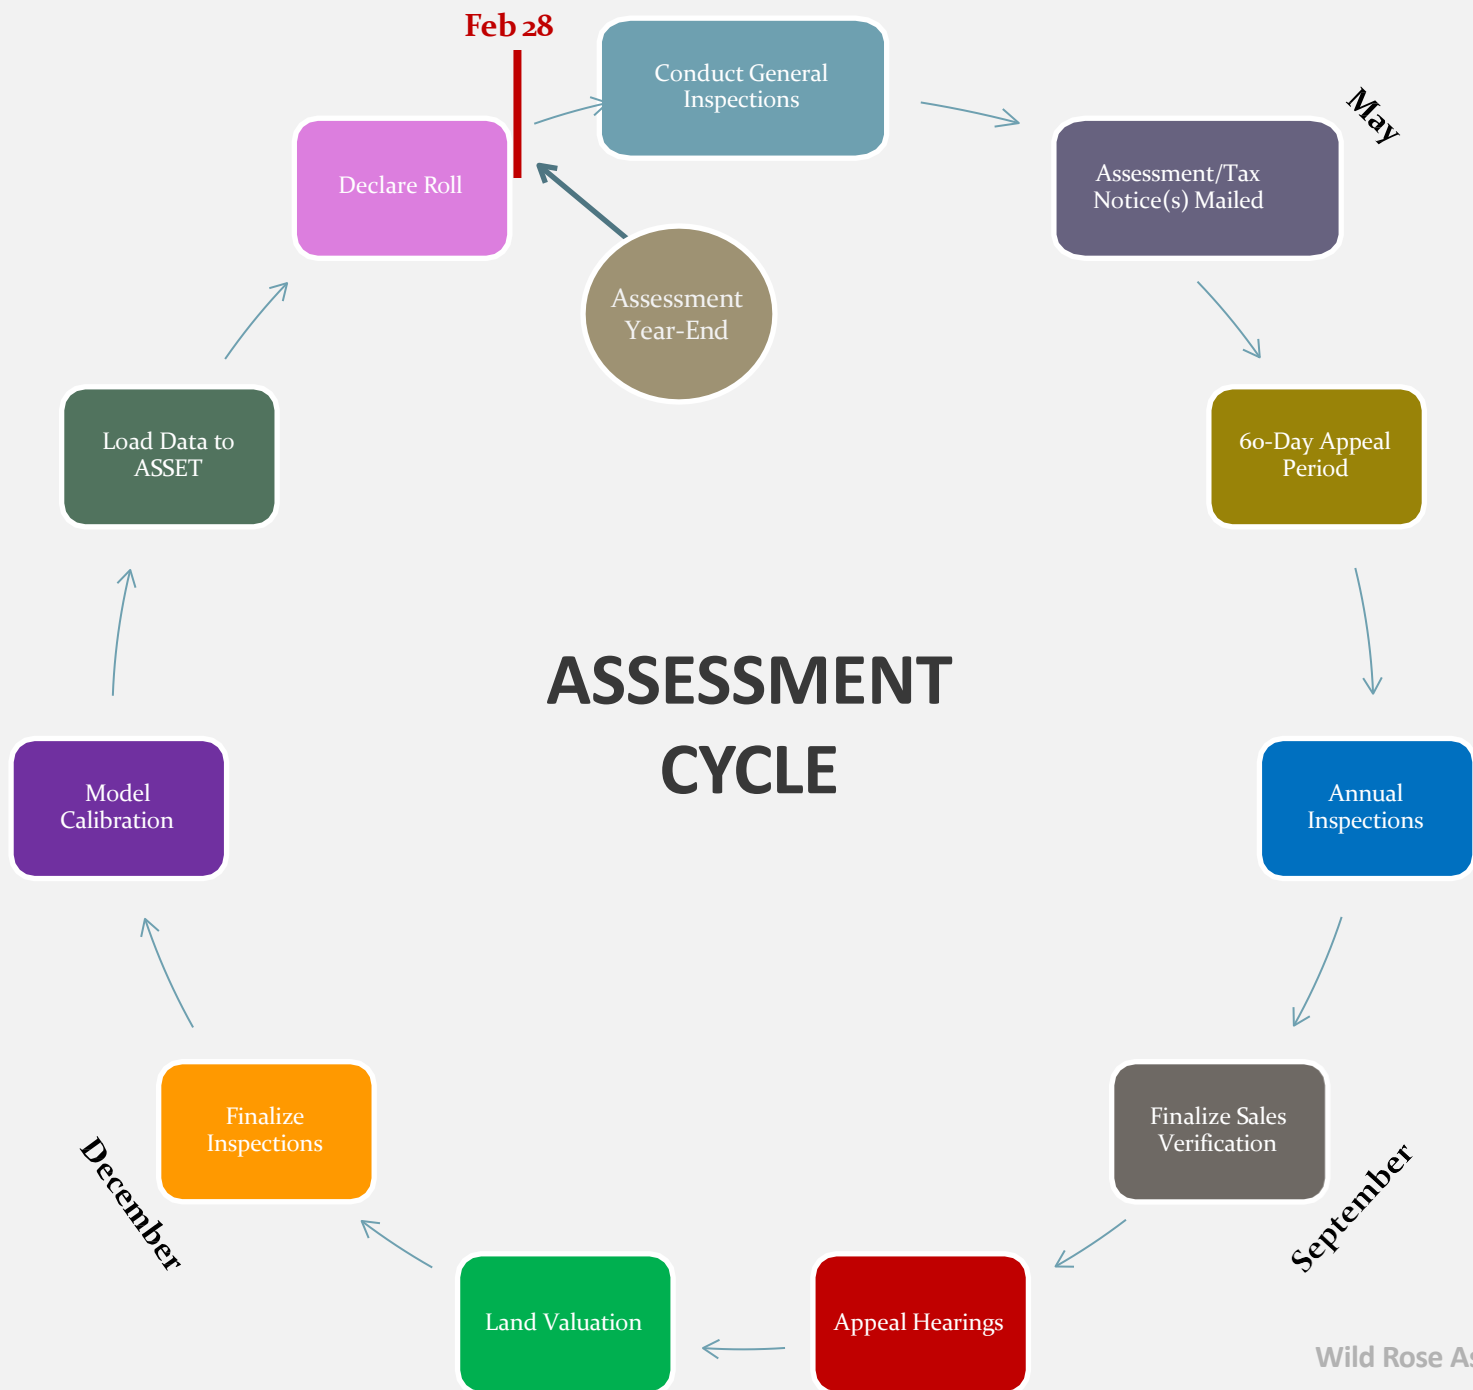 Feb 28
Conduct General
Inspections
May
Assessment/Tax
Notice(s) Mailed
60-Day Appeal
Period
Annual
Inspections
Finalize Sales
Verification
September
Appeal Hearings
Land Valuation
Finalize
Inspections
December
Model
Calibration
Load Data to
ASSET
Declare Roll
Assessment
Year-End
ASSESSMENT
CYCLE
Wild Rose